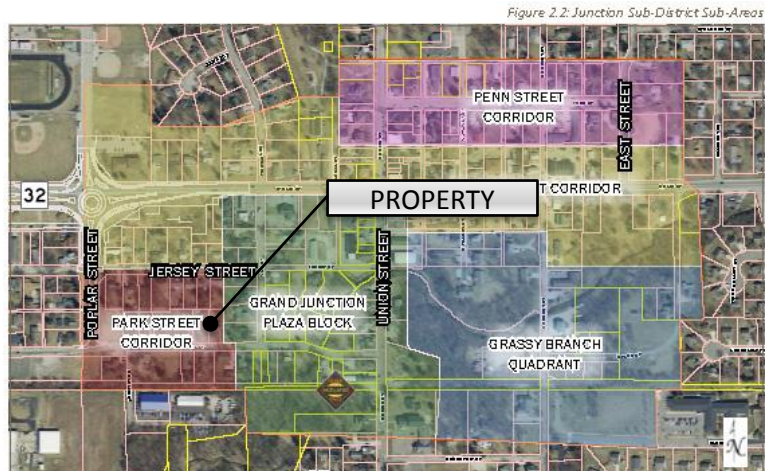 Figure 2.2: Junction Sub-District Sub-Areas
PENN STREET
CORRIDOR
EAST STREET
32
PROPERTY
T CORRIDOR
POPLAR STREET
JERSEY STREET
UNION STREET
GRAND JUNCTION
PLAZA BLOCK
PARK STREET
CORRIDOR
GRASSY BRANCH
QUADRANT
N